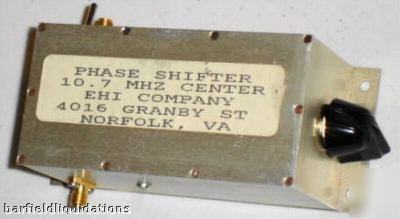 PHASE SHIFTER
10.7 MHZ CENTER
EHI COMPANY
4016 GRANBY ST
NORFOLK, VA
barfieldliquidations